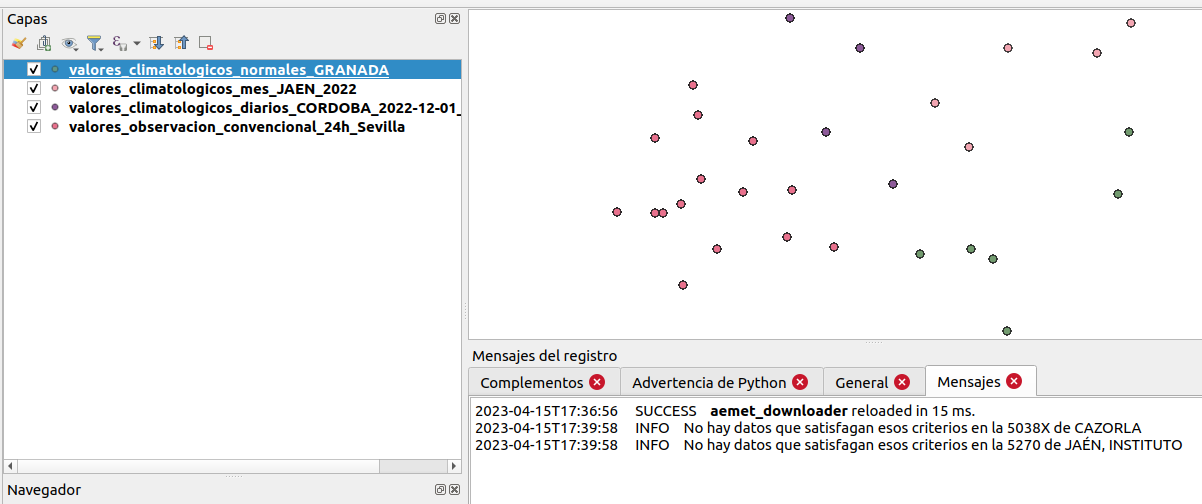 Capas
valores_climatologicos_normales_GRANADA
valores_climatologicos_mes_JAEN_2022
valores_climatologicos_diarios_CORDOBA_2022-12-01_
valores_observacion_convencional_24h_Sevilla
Navegador
Mensajes del registro
Complementos Advertencia de Python General Mensajes
2023-04-15T17:36:56 SUCCESS aemet_downloader reloaded in 15 ms.
2023-04-15T17:39:58 INFO No hay datos que satisfagan esos criterios en la 5038X de CAZORLA
2023-04-15T17:39:58 INFO No hay datos que satisfagan esos criterios en la 5270 de JAÉN, INSTITUTO